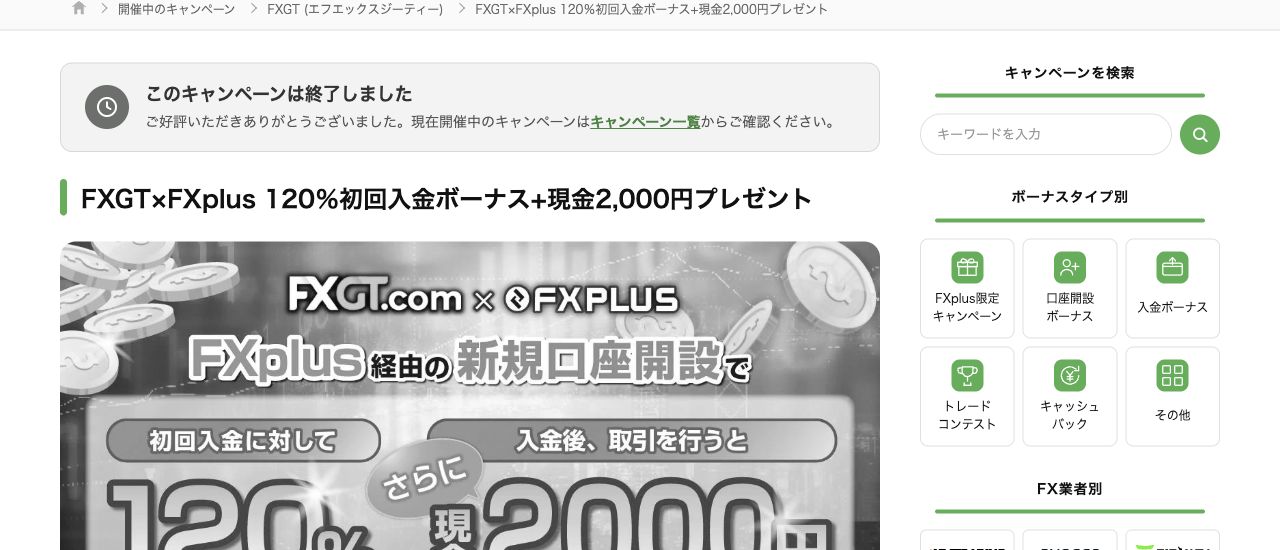 開催中のキャンペーン
FXGT (エフエックスジーティー)
FXGT×FXplus 120%初回入金ボーナス+現金2,000円プレゼント
このキャンペーンは終了しました
ご好評いただきありがとうございました。現在開催中のキャンペーンはキャンペーン一覧からご確認ください。
FXGT×FXplus 120%初回入金ボーナス+現金2,000円プレゼント
FXGT.com × FXPLUS
FXplus経由の新規口座開設で
初回入金に対して
入金後、取引を行うと
さらに
120%
現金
2000円
キャンペーンを検索
キーワードを入力
ボーナスタイプ別
FXplus限定
キャンペーン
口座開設
ボーナス
入金ボーナス
トレード
コンテスト
キャッシュ
バック
その他
FX業者別